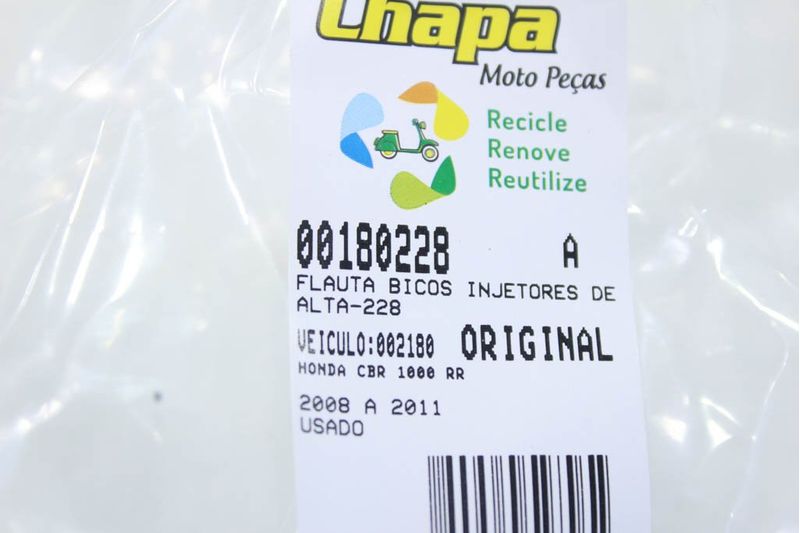 Chapa
Moto Peças
Recicle
Renove
Reutilize
00180228 A
FLAUTA BICOS INJETORES DE
ALTA-228
VEICULO:002180 ORIGINAL
HONDA CBR 1000 RR
2008 A 2011
USADO